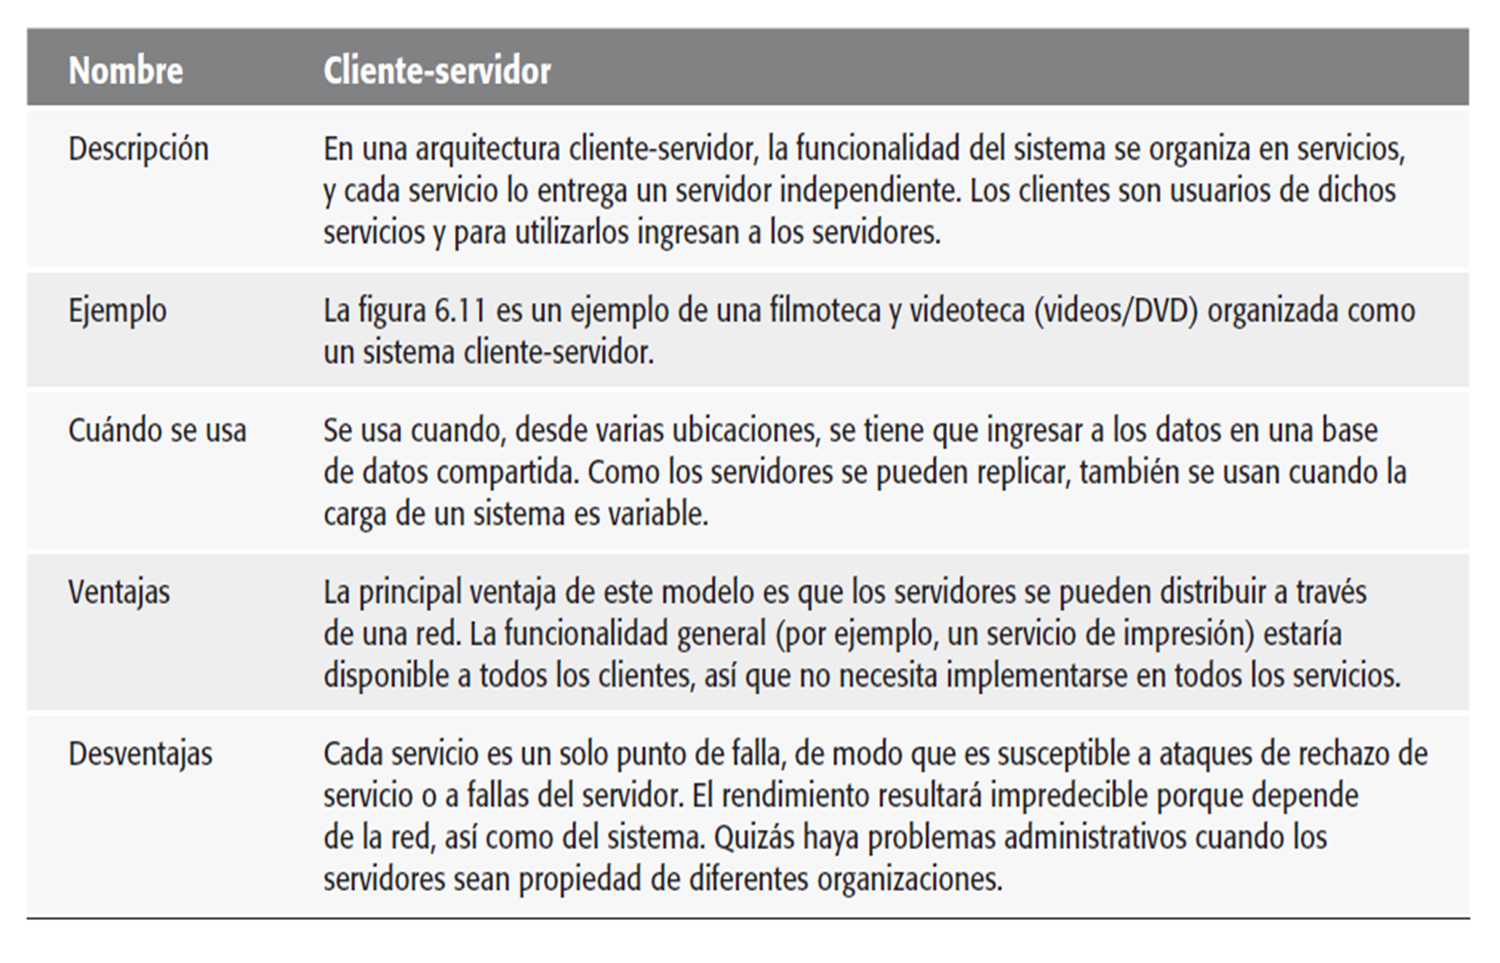 Nombre Cliente-servidor
Descripción En una arquitectura cliente-servidor, la funcionalidad del sistema se organiza en servicios,
y cada servicio lo entrega un servidor independiente. Los clientes son usuarios de dichos
servicios y para utilizarlos ingresan a los servidores.
Ejemplo La figura 6.11 es un ejemplo de una filmoteca y videoteca (videos/DVD) organizada como
un sistema cliente-servidor.
Cuándo se usa Se usa cuando, desde varias ubicaciones, se tiene que ingresar a los datos en una base
de datos compartida. Como los servidores se pueden replicar, también se usan cuando la
carga de un sistema es variable.
Ventajas La principal ventaja de este modelo es que los servidores se pueden distribuir a través
de una red. La funcionalidad general (por ejemplo, un servicio de impresión) estaría
disponible a todos los clientes, así que no necesita implementarse en todos los servicios.
Desventajas Cada servicio es un solo punto de falla, de modo que es susceptible a ataques de rechazo de
servicio o a fallas del servidor. El rendimiento resultará impredecible porque depende
de la red, así como del sistema. Quizás haya problemas administrativos cuando los
servidores sean propiedad de diferentes organizaciones.